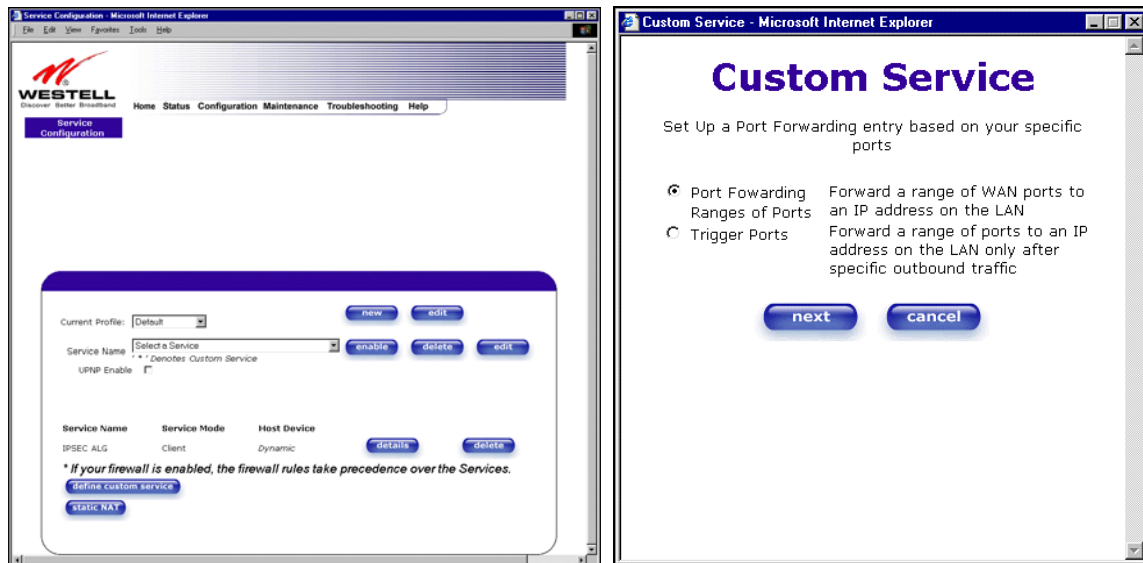 Service Configuration - Microsoft Internet Explorer
File Edit View Favorites Tools Help
WESTELL
Discover Better Broadband
Home Status Configuration Maintenance Troubleshooting Help
Service
Configuration
Current Profile: Default new edit
Service Name Select a Service enable delete edit
' * ' Denotes Custom Service
UPNP Enable
Service Name Service Mode Host Device
IPSEC ALG Client Dynamic details delete
* If your firewall is enabled, the firewall rules take precedence over the Services.
define custom service
static NAT
Custom Service - Microsoft Internet Explorer
Custom Service
Set Up a Port Forwarding entry based on your specific
ports
Port Fowarding Forward a range of WAN ports to
Ranges of Ports an IP address on the LAN
Trigger Ports Forward a range of ports to an IP
address on the LAN only after
specific outbound traffic
next cancel